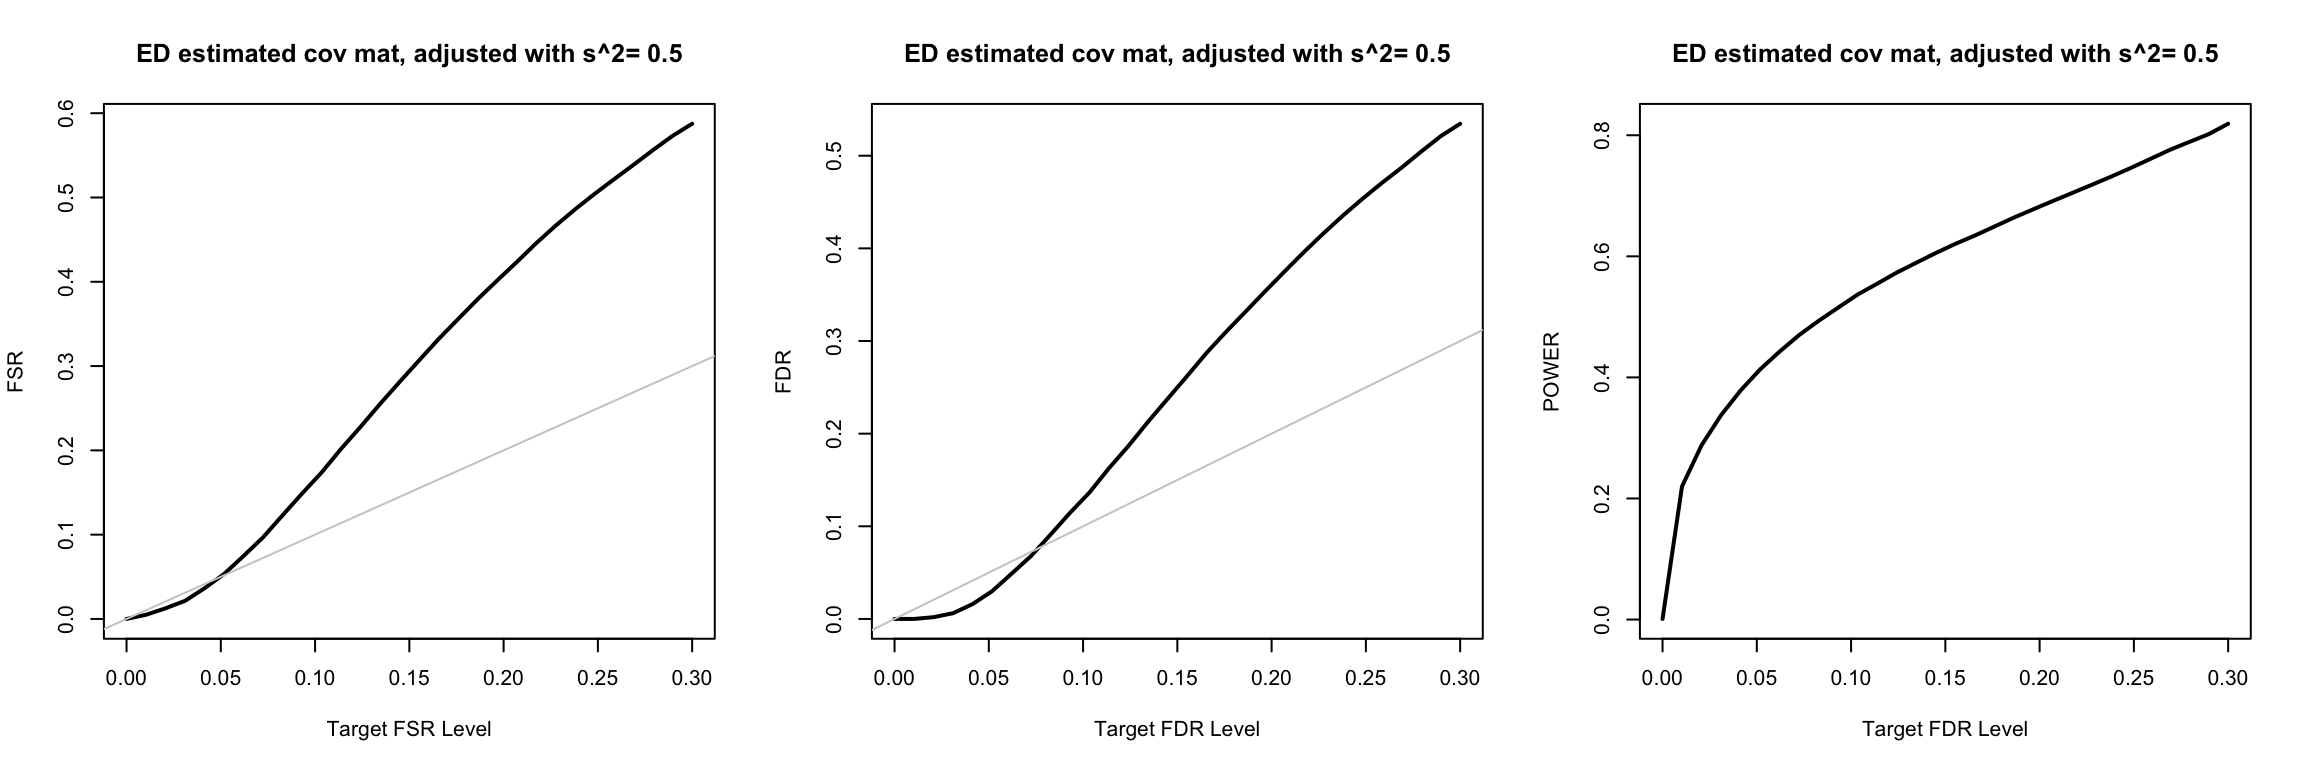 ED estimated cov mat, adjusted with s^2= 0.5
FSR
0.0
0.1
0.2
0.3
0.4
0.5
0.6
0.00 0.05 0.10 0.15 0.20 0.25 0.30
Target FSR Level
ED estimated cov mat, adjusted with s^2= 0.5
FDR
0.0
0.1
0.2
0.3
0.4
0.5
0.00 0.05 0.10 0.15 0.20 0.25 0.30
Target FDR Level
ED estimated cov mat, adjusted with s^2= 0.5
POWER
0.0
0.2
0.4
0.6
0.8
0.00 0.05 0.10 0.15 0.20 0.25 0.30
Target FDR Level